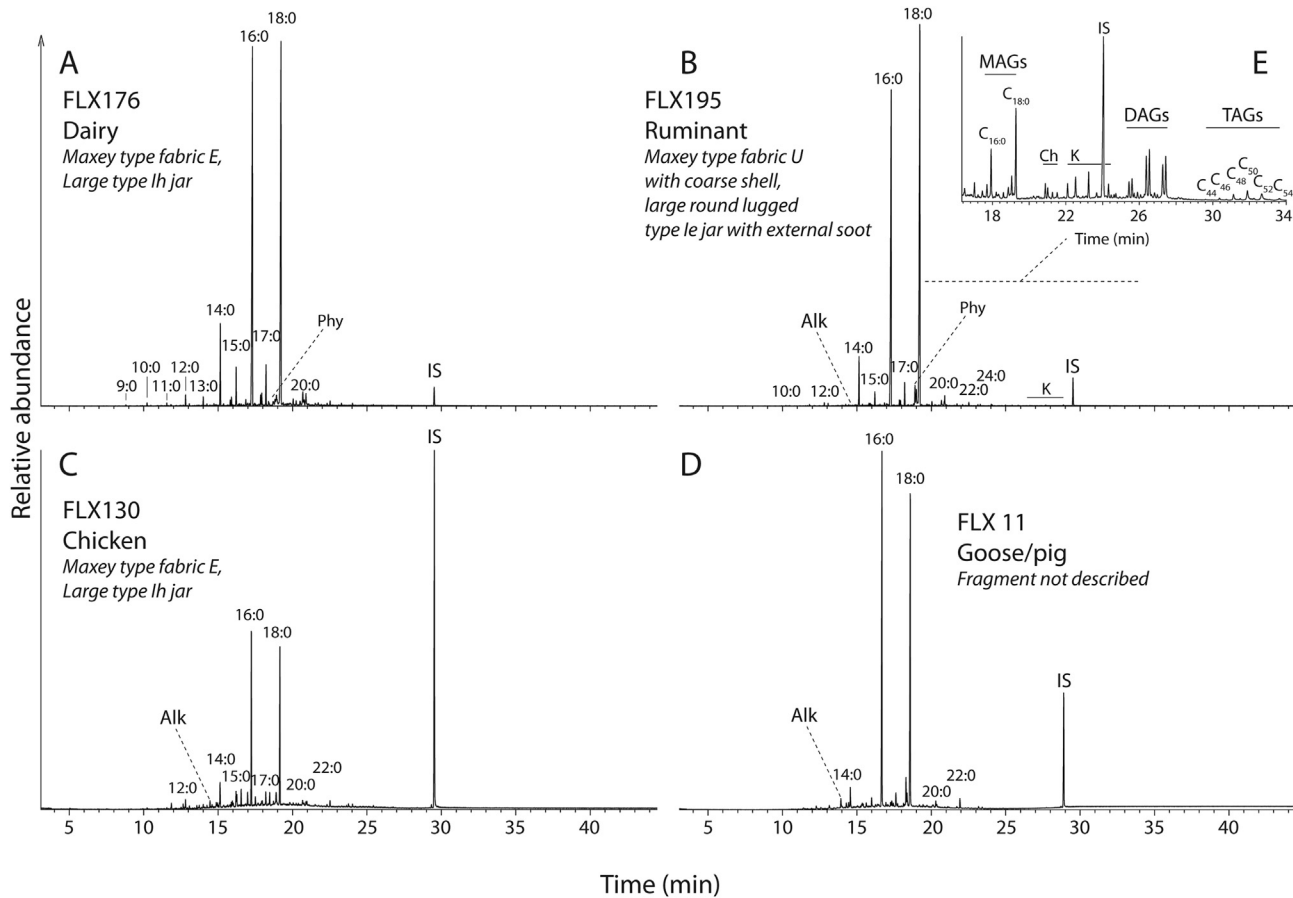 A
FLX176
Dairy
Maxey type fabric E,
Large type Ih jar
9:0
10:0
11:0
12:0
13:0
14:0
15:0
16:0
17:0
18:0
Phy
20:0
IS
B
FLX195
Ruminant
Maxey type fabric U
with coarse shell,
large round lugged
type Ie jar with external soot
10:0
12:0
Alk
14:0
15:0
16:0
17:0
18:0
Phy
20:0
22:0
24:0
K
IS
E
MAGs
C16:0
C18:0
Ch
K
IS
DAGs
TAGs
C44
C46
C48
C50
C52
C54
18 22 26 30 34
Time (min)
C
FLX130
Chicken
Maxey type fabric E,
Large type Ih jar
Alk
12:0
14:0
15:0
16:0
17:0
18:0
20:0
22:0
IS
5 10 15 20 25 30 35 40
D
FLX 11
Goose/pig
Fragment not described
Alk
14:0
16:0
18:0
20:0
22:0
IS
5 10 15 20 25 30 35 40
Relative abundance
Time (min)